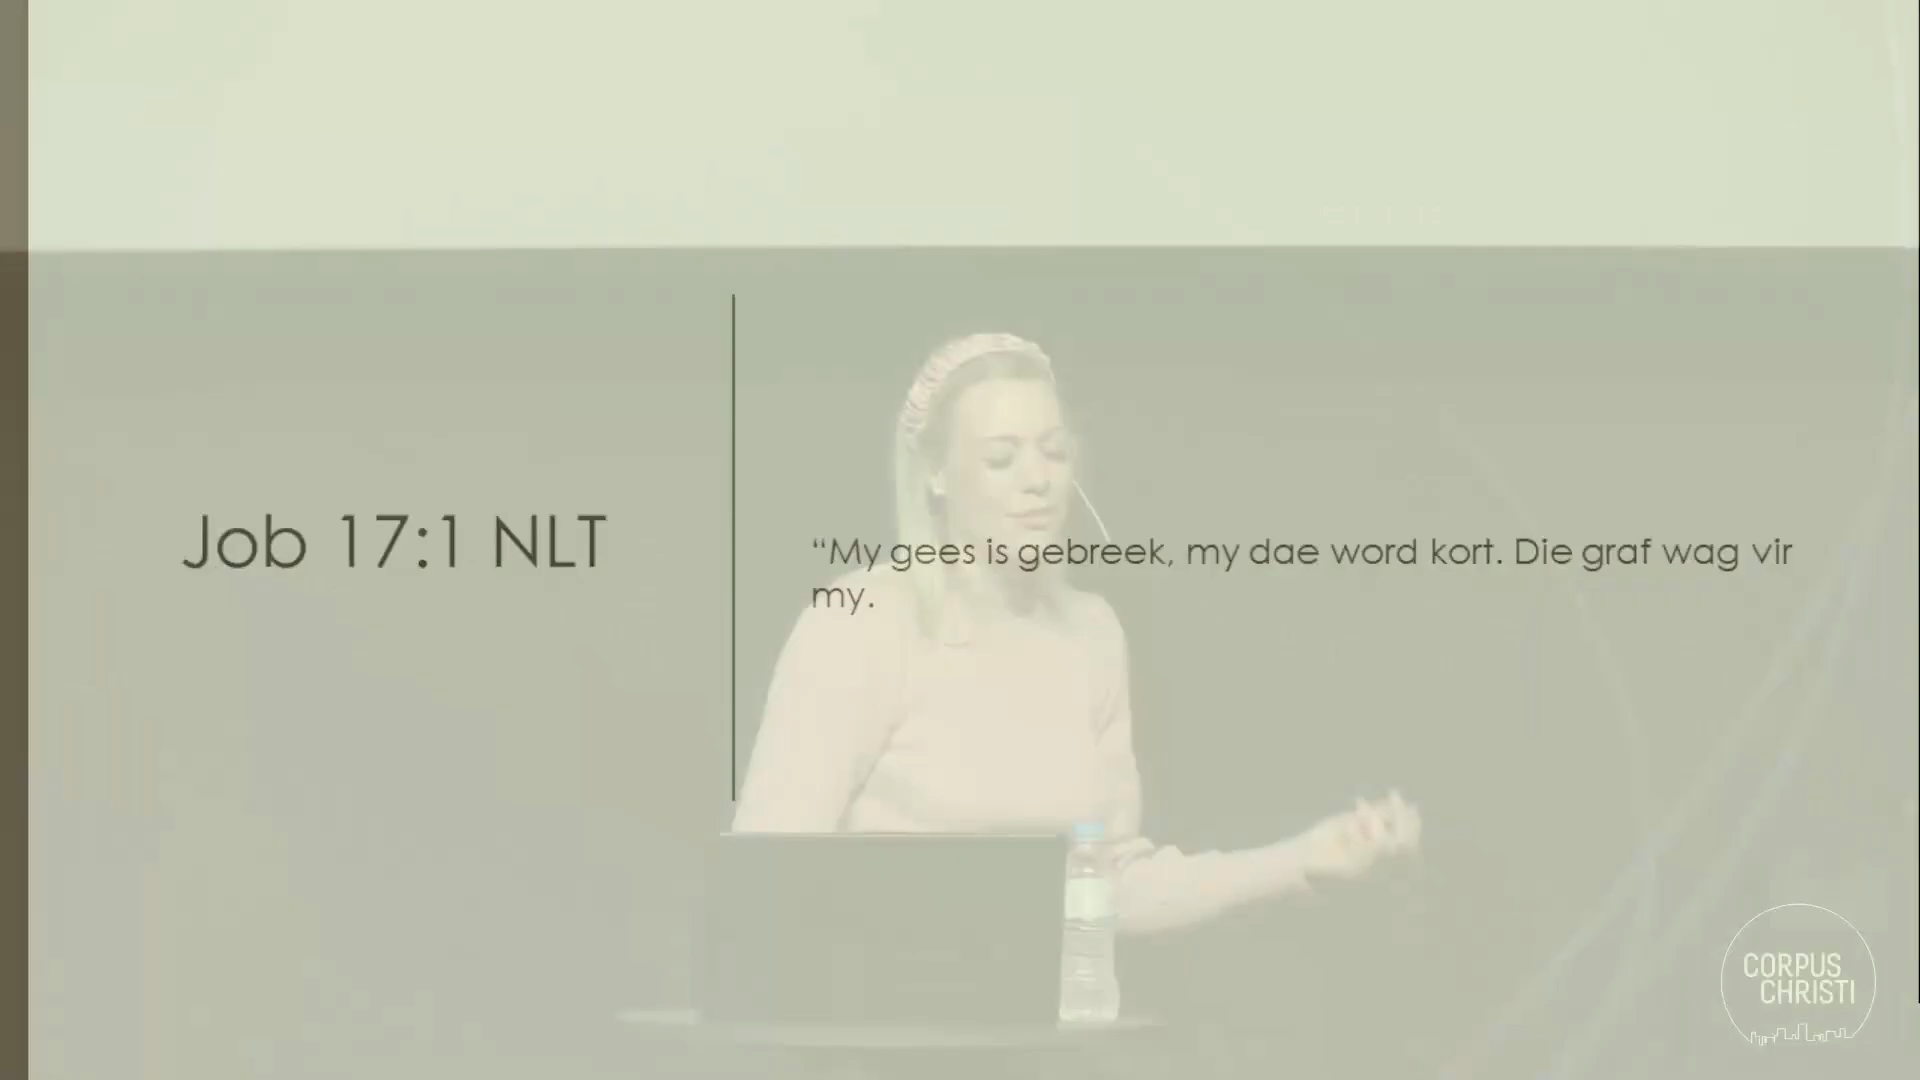 Job 17:1 NLT
“My gees is gebreek, my dae word kort. Die graf wag vir
my.
CORPUS
CHRISTI